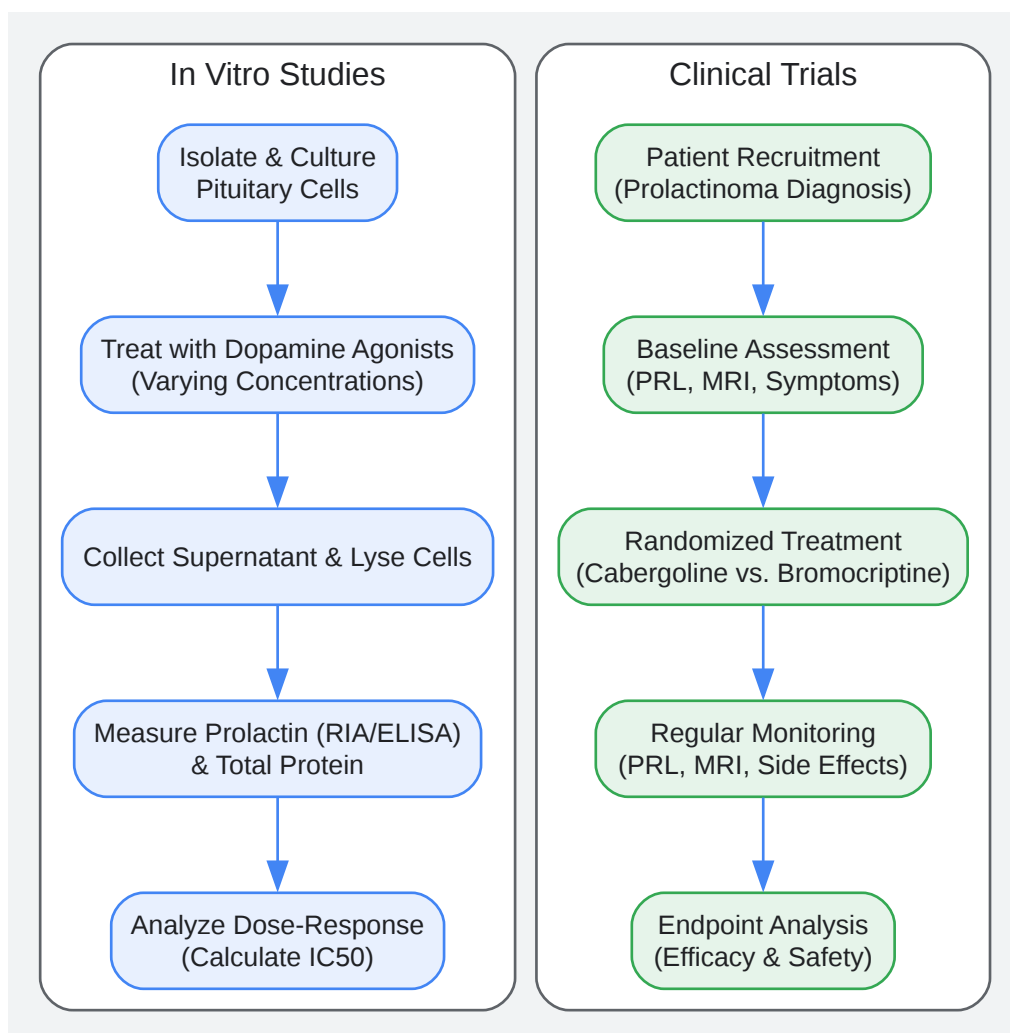 In Vitro Studies
Isolate & Culture
Pituitary Cells
Treat with Dopamine Agonists
(Varying Concentrations)
Collect Supernatant & Lyse Cells
Measure Prolactin (RIA/ELISA)
& Total Protein
Analyze Dose-Response
(Calculate IC50)
Clinical Trials
Patient Recruitment
(Prolactinoma Diagnosis)
Baseline Assessment
(PRL, MRI, Symptoms)
Randomized Treatment
(Cabergoline vs. Bromocriptine)
Regular Monitoring
(PRL, MRI, Side Effects)
Endpoint Analysis
(Efficacy & Safety)